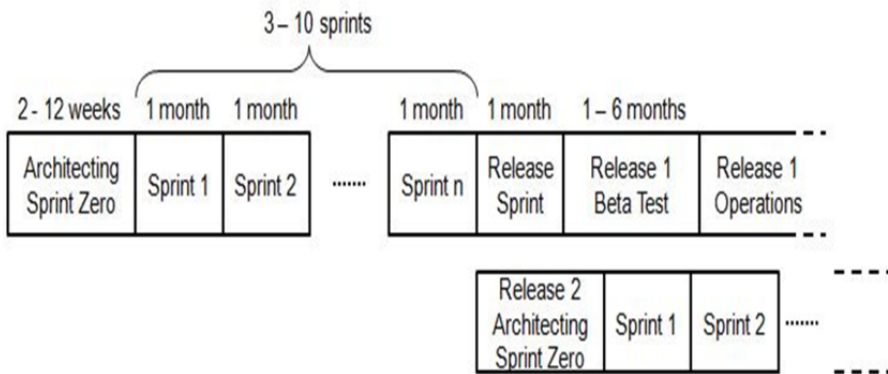 3 – 10 sprints
2 - 12 weeks 1 month 1 month 1 month 1 month 1 – 6 months
Architecting
Sprint Zero
Sprint 1
Sprint 2
.......
Sprint n
Release
Sprint
Release 1
Beta Test
Release 1
Operations
Release 2
Architecting
Sprint Zero
Sprint 1
Sprint 2
.......